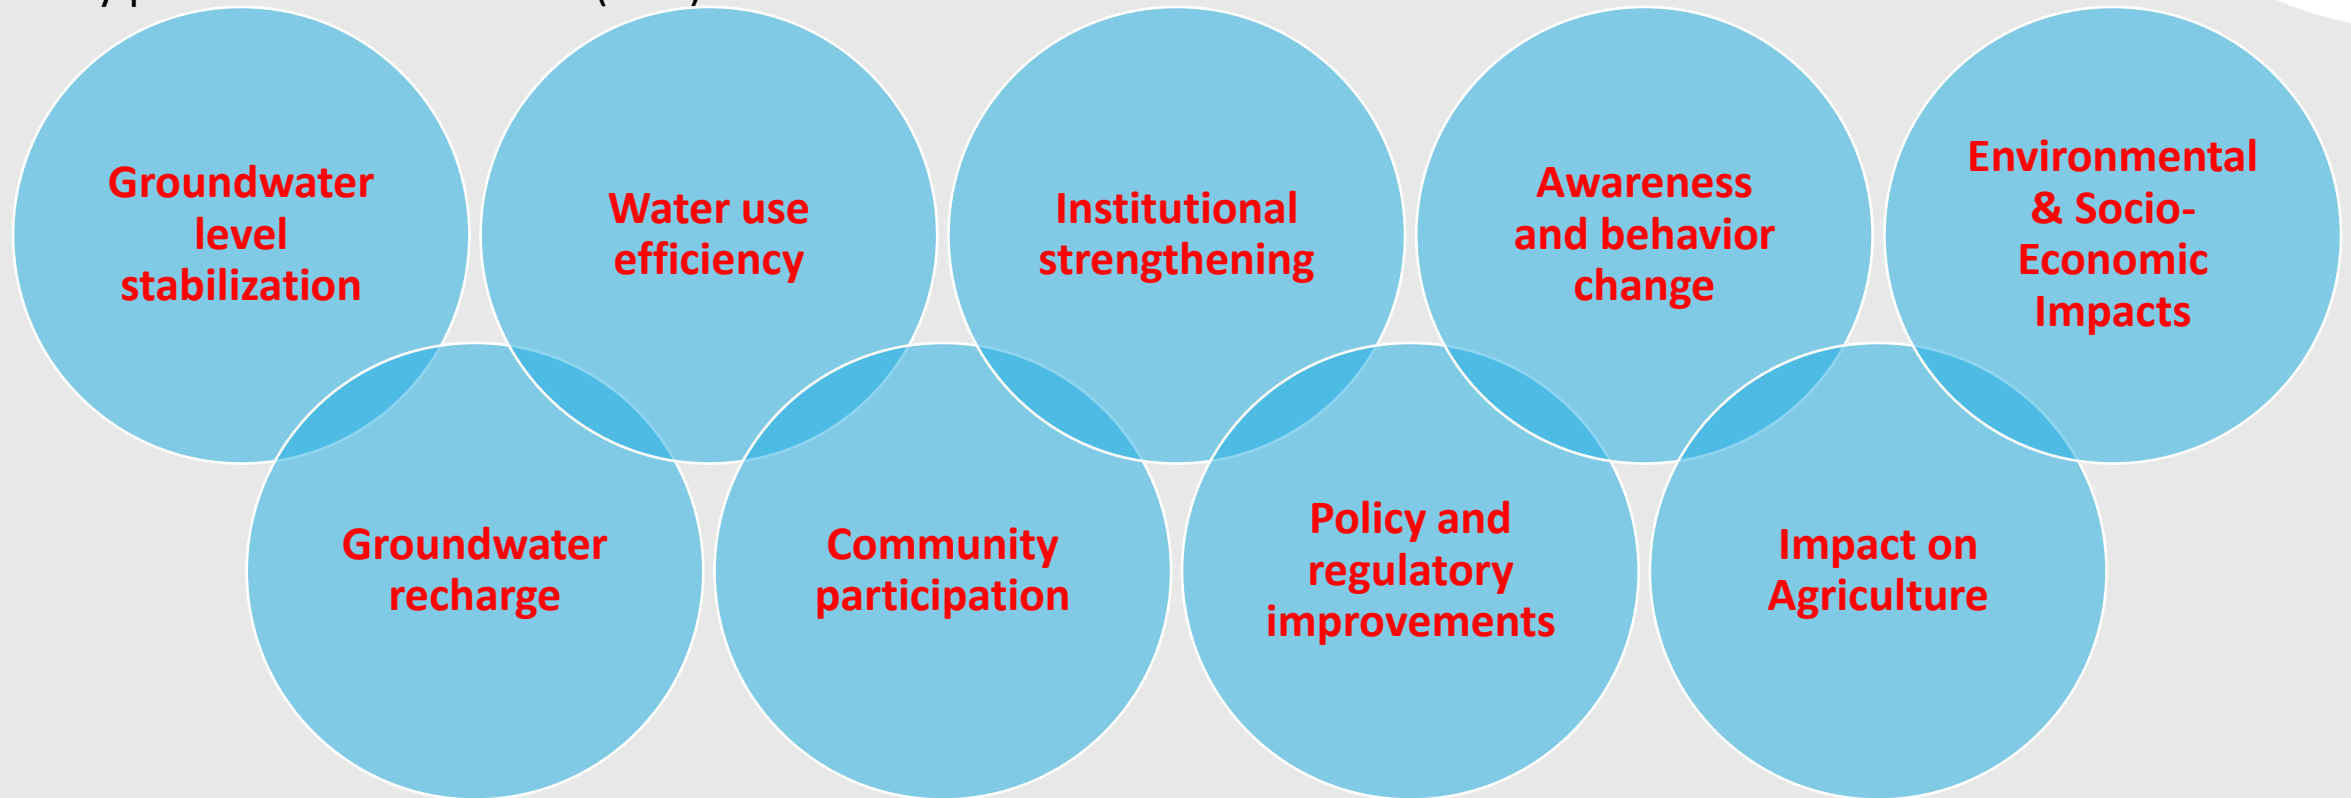 Groundwater
level
stabilization
Water use
efficiency
Institutional
strengthening
Awareness
and behavior
change
Environmental
& Socio-
Economic
Impacts
Groundwater
recharge
Community
participation
Policy and
regulatory
improvements
Impact on
Agriculture